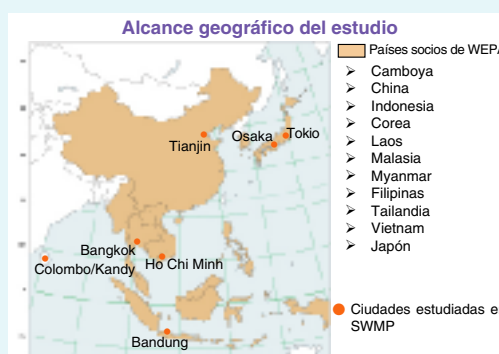 Alcance geográfico del estudio
Países socios de WEPA
➢ Camboya
➢ China
➢ Indonesia
➢ Corea
➢ Laos
➢ Malasia
➢ Myanmar
➢ Filipinas
➢ Tailandia
➢ Vietnam
➢ Japón
Tianjin
Osaka
Tokio
Bangkok
Colombo/Kandy
Ho Chi Minh
Bandung
Ciudades estudiadas e
SWMP